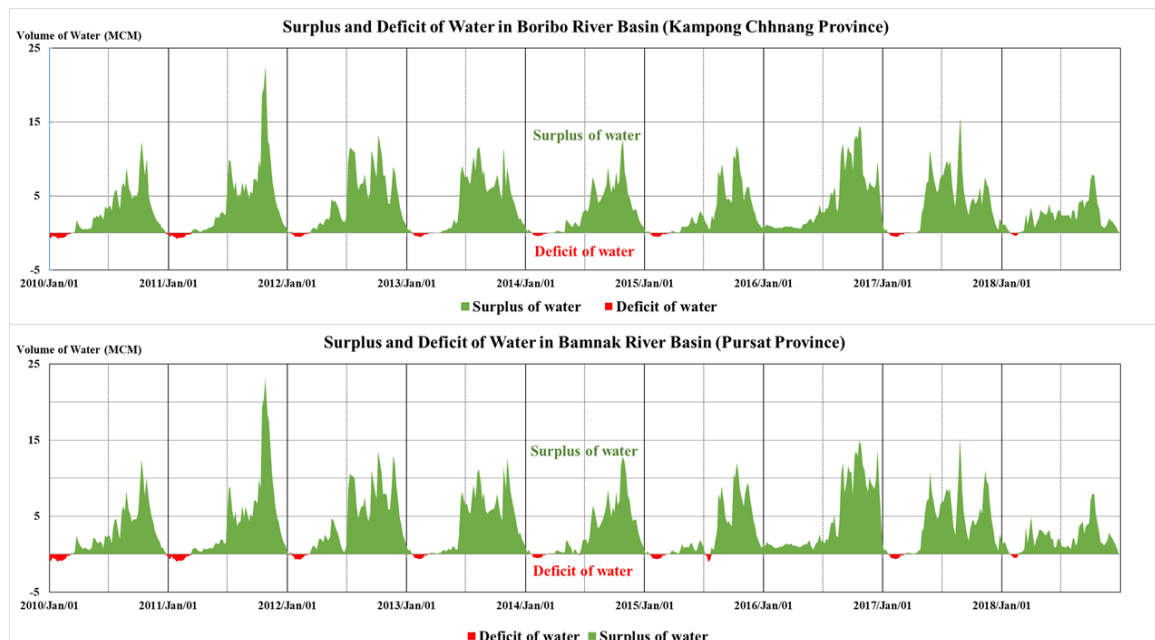 Surplus and Deficit of Water in Boribo River Basin (Kampong Chhnang Province)
Volume of Water (MCM)
25
15
Surplus of water
5
Deficit of water
-5
2010/Jan/01 2011/Jan/01 2012/Jan/01 2013/Jan/01 2014/Jan/01 2015/Jan/01 2016/Jan/01 2017/Jan/01 2018/Jan/01
Surplus of water Deficit of water
Surplus and Deficit of Water in Bamnak River Basin (Pursat Province)
Volume of Water (MCM)
25
15
Surplus of water
5
Deficit of water
-5
2010/Jan/01 2011/Jan/01 2012/Jan/01 2013/Jan/01 2014/Jan/01 2015/Jan/01 2016/Jan/01 2017/Jan/01 2018/Jan/01
Deficit of water Surplus of water